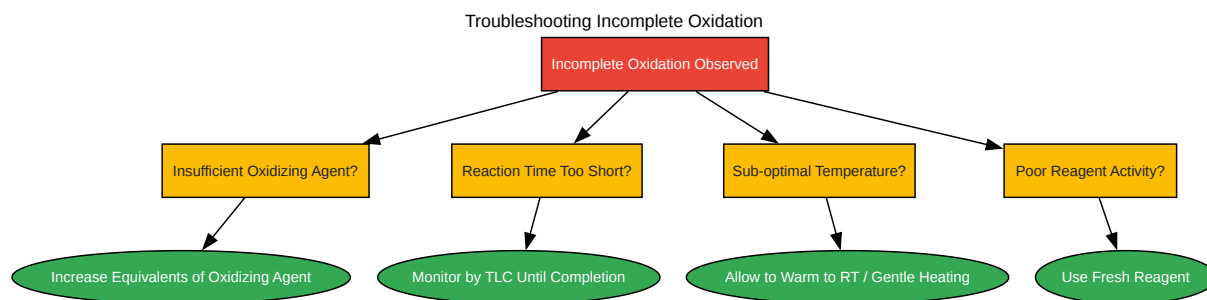 Troubleshooting Incomplete Oxidation
Incomplete Oxidation Observed
Insufficient Oxidizing Agent?
Reaction Time Too Short?
Sub-optimal Temperature?
Poor Reagent Activity?
Increase Equivalents of Oxidizing Agent
Monitor by TLC Until Completion
Allow to Warm to RT / Gentle Heating
Use Fresh Reagent